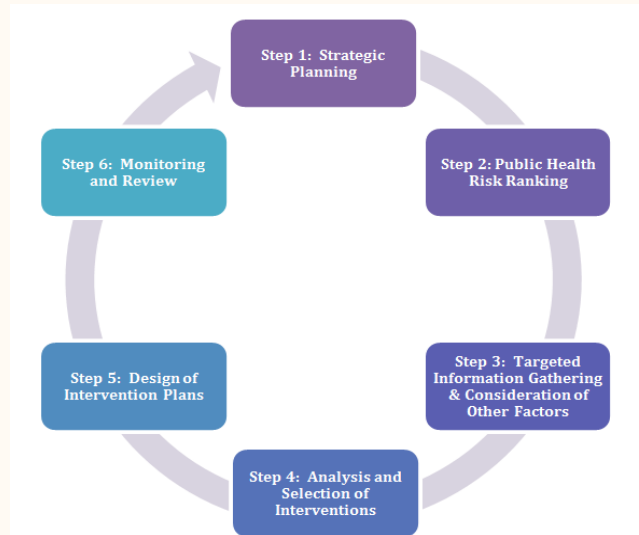 Step 1: Strategic
Planning
Step 2: Public Health
Risk Ranking
Step 3: Targeted
Information Gathering
& Consideration of
Other Factors
Step 4: Analysis and
Selection of
Interventions
Step 5: Design of
Intervention Plans
Step 6: Monitoring
and Review